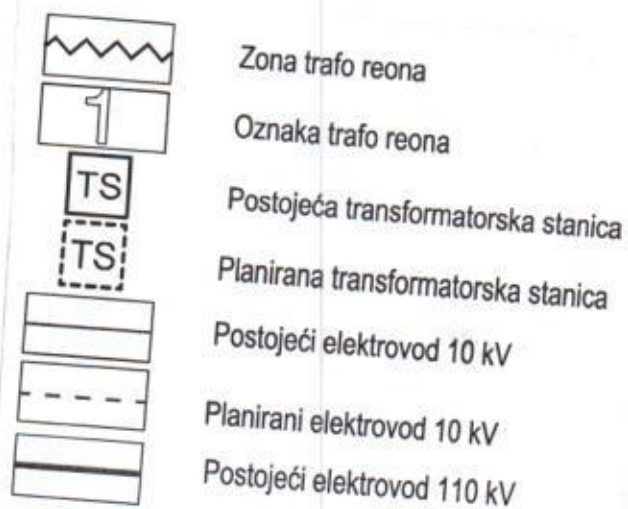 Zona trafo reona
1
Oznaka trafo reona
TS
Postojeća transformatorska stanica
TS
Planirana transformatorska stanica
Postojeći elektrovod 10 kV
Planirani elektrovod 10 kV
Postojeći elektrovod 110 kV